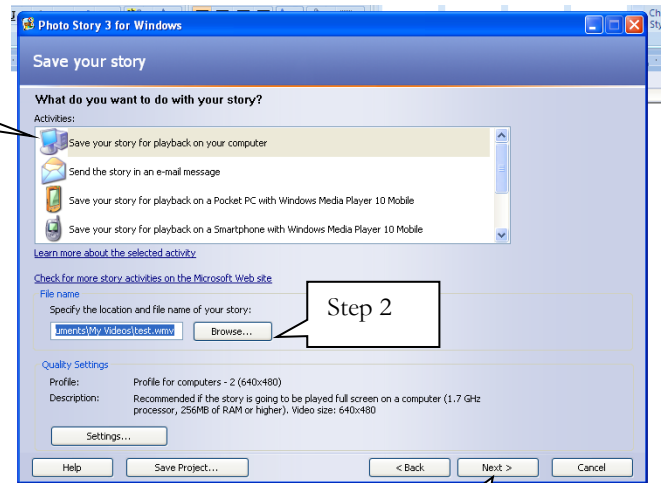 Photo Story 3 for Windows
Ch
Sty
Save your story
What do you want to do with your story?
Activities:
Save your story for playback on your computer
Send the story in an e-mail message
Save your story for playback on a Pocket PC with Windows Media Player 10 Mobile
Save your story for playback on a Smartphone with Windows Media Player 10 Mobile
Learn more about the selected activity
Check for more story activities on the Microsoft Web site
File name
Specify the location and file name of your story:
uments\My Videos\test.wmv
Browse...
Step 2
Quality Settings
Profile: Profile for computers - 2 (640x480)
Description: Recommended if the story is going to be played full screen on a computer (1.7 GHz
processor, 256MB of RAM or higher). Video size: 640x480
Settings...
Help Save Project... < Back Next > Cancel